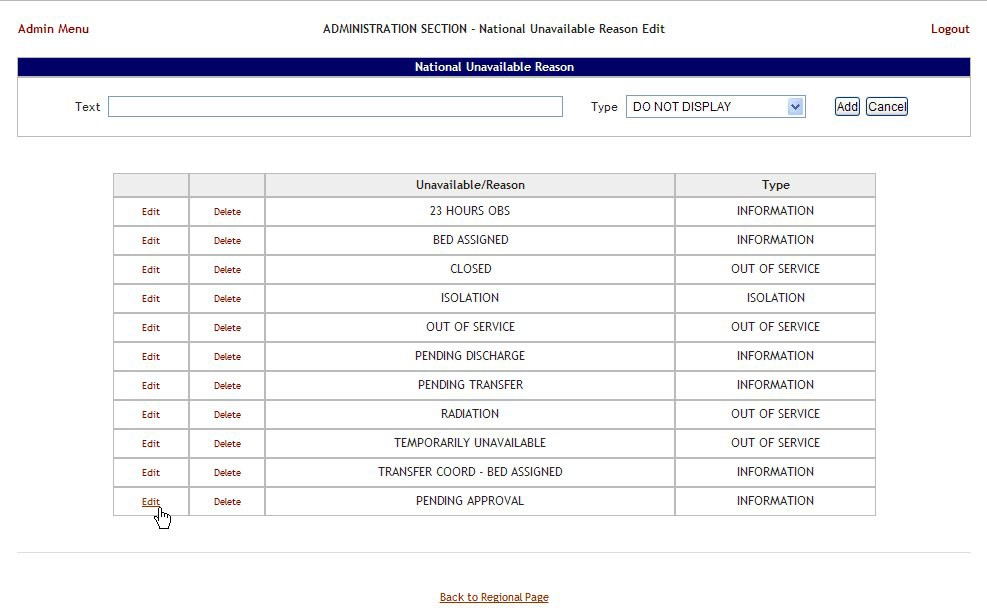 Admin Menu ADMINISTRATION SECTION - National Unavailable Reason Edit Logout
National Unavailable Reason
Text Type DO NOT DISPLAY Add Cancel
Unavailable/Reason Type
Edit Delete 23 HOURS OBS INFORMATION
Edit Delete BED ASSIGNED INFORMATION
Edit Delete CLOSED OUT OF SERVICE
Edit Delete ISOLATION ISOLATION
Edit Delete OUT OF SERVICE OUT OF SERVICE
Edit Delete PENDING DISCHARGE INFORMATION
Edit Delete PENDING TRANSFER INFORMATION
Edit Delete RADIATION OUT OF SERVICE
Edit Delete TEMPORARILY UNAVAILABLE OUT OF SERVICE
Edit Delete TRANSFER COORD - BED ASSIGNED INFORMATION
Edit Delete PENDING APPROVAL INFORMATION
Back to Regional Page